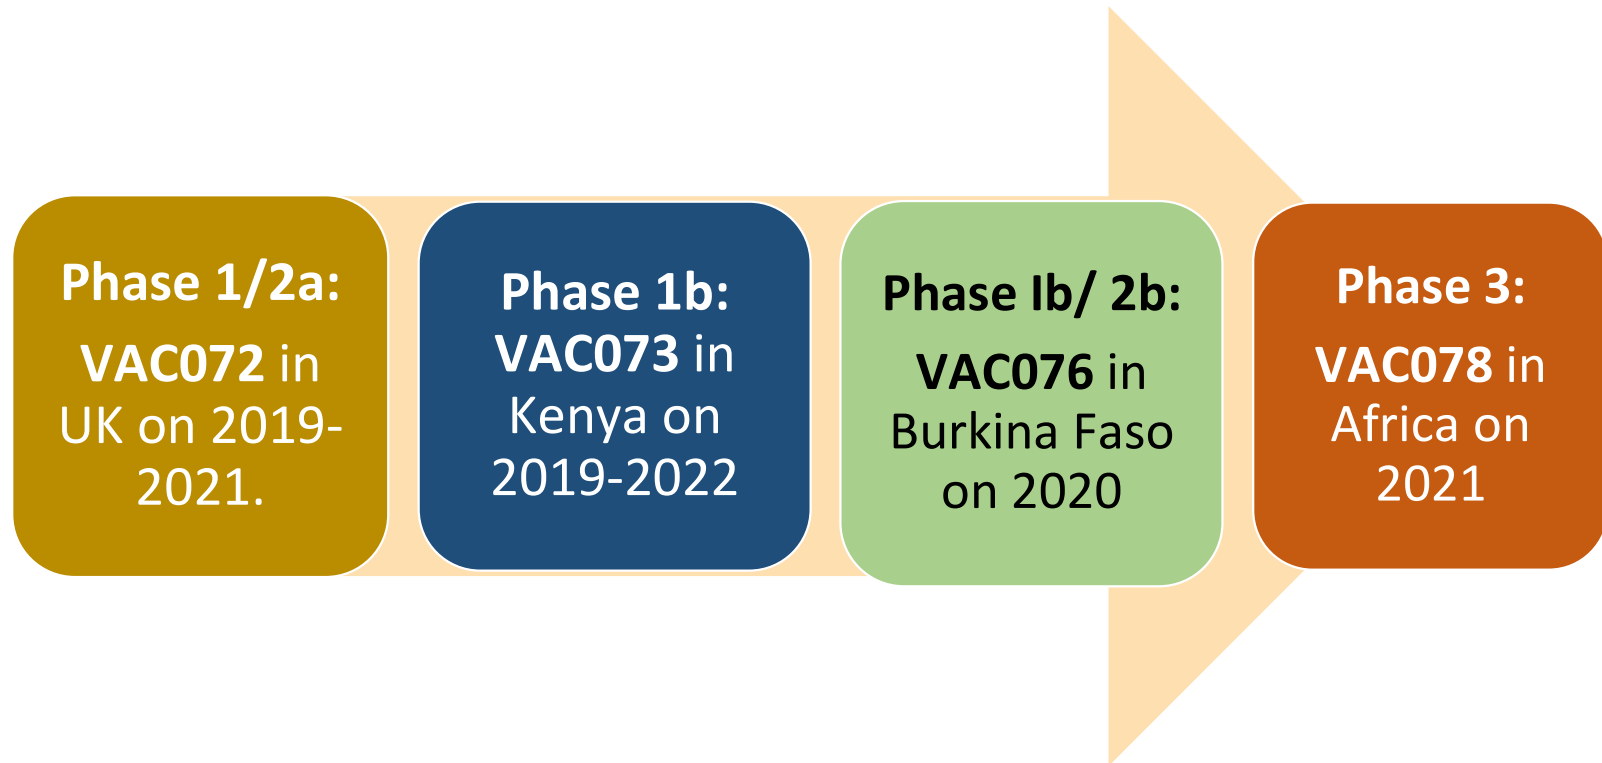 Phase 1/2a:
VAC072 in
UK on 2019-
2021.
Phase 1b:
VAC073 in
Kenya on
2019-2022
Phase Ib/ 2b:
VAC076 in
Burkina Faso
on 2020
Phase 3:
VAC078 in
Africa on
2021